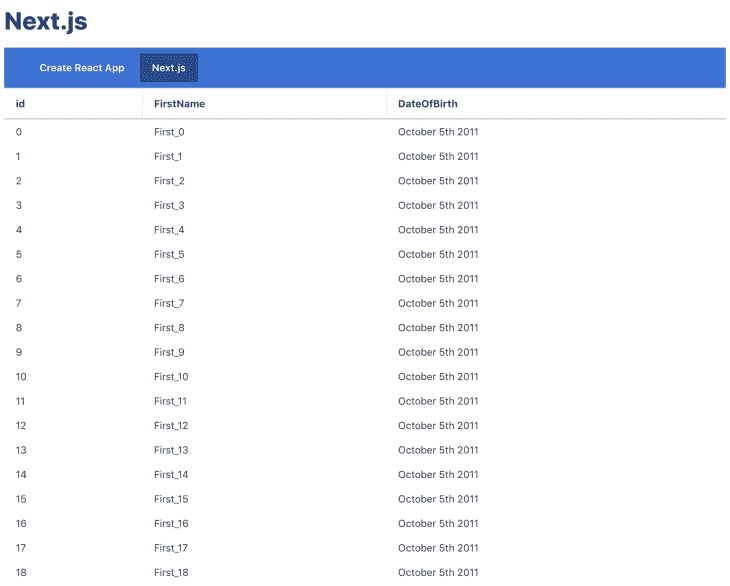 Next.js
Create React App Next.js
id FirstName DateOfBirth
0 First_0 October 5th 2011
1 First_1 October 5th 2011
2 First_2 October 5th 2011
3 First_3 October 5th 2011
4 First_4 October 5th 2011
5 First_5 October 5th 2011
6 First_6 October 5th 2011
7 First_7 October 5th 2011
8 First_8 October 5th 2011
9 First_9 October 5th 2011
10 First_10 October 5th 2011
11 First_11 October 5th 2011
12 First_12 October 5th 2011
13 First_13 October 5th 2011
14 First_14 October 5th 2011
15 First_15 October 5th 2011
16 First_16 October 5th 2011
17 First_17 October 5th 2011
18 First_18 October 5th 2011